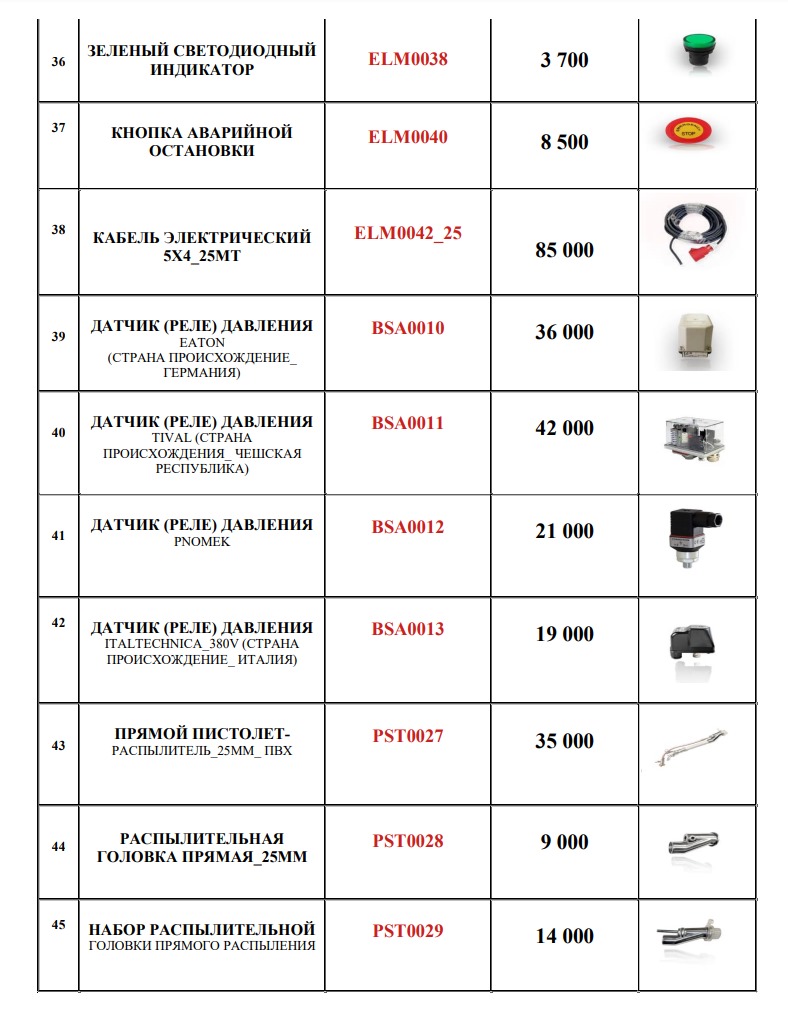 36
ЗЕЛЕНЫЙ СВЕТОДИОДНЫЙ
ИНДИКАТОР
ELM0038
3 700
37
КНОПКА АВАРИЙНОЙ
ОСТАНОВКИ
ELM0040
8 500
STOP
38
КАБЕЛЬ ЭЛЕКТРИЧЕСКИЙ
5X4_25МТ
ELM0042_25
85 000
39
ДАТЧИК (РЕЛЕ) ДАВЛЕНИЯ
EATON
(СТРАНА ПРОИСХОЖДЕНИЕ_
ГЕРМАНИЯ)
BSA0010
36 000
40
ДАТЧИК (РЕЛЕ) ДАВЛЕНИЯ
TIVAL (СТРАНА
ПРОИСХОЖДЕНИЯ_ ЧЕШСКАЯ
РЕСПУБЛИКА)
BSA0011
42 000
41
ДАТЧИК (РЕЛЕ) ДАВЛЕНИЯ
PNOMEK
BSA0012
21 000
42
ДАТЧИК (РЕЛЕ) ДАВЛЕНИЯ
ITALTECHNICA_380V (СТРАНА
ПРОИСХОЖДЕНИЕ_ ИТАЛИЯ)
BSA0013
19 000
43
ПРЯМОЙ ПИСТОЛЕТ-
РАСПЫЛИТЕЛЬ_25ММ_ ПВХ
PST0027
35 000
44
РАСПЫЛИТЕЛЬНАЯ
ГОЛОВКА ПРЯМАЯ_25ММ
PST0028
9 000
45
НАБОР РАСПЫЛИТЕЛЬНОЙ
ГОЛОВКИ ПРЯМОГО РАСПЫЛЕНИЯ
PST0029
14 000